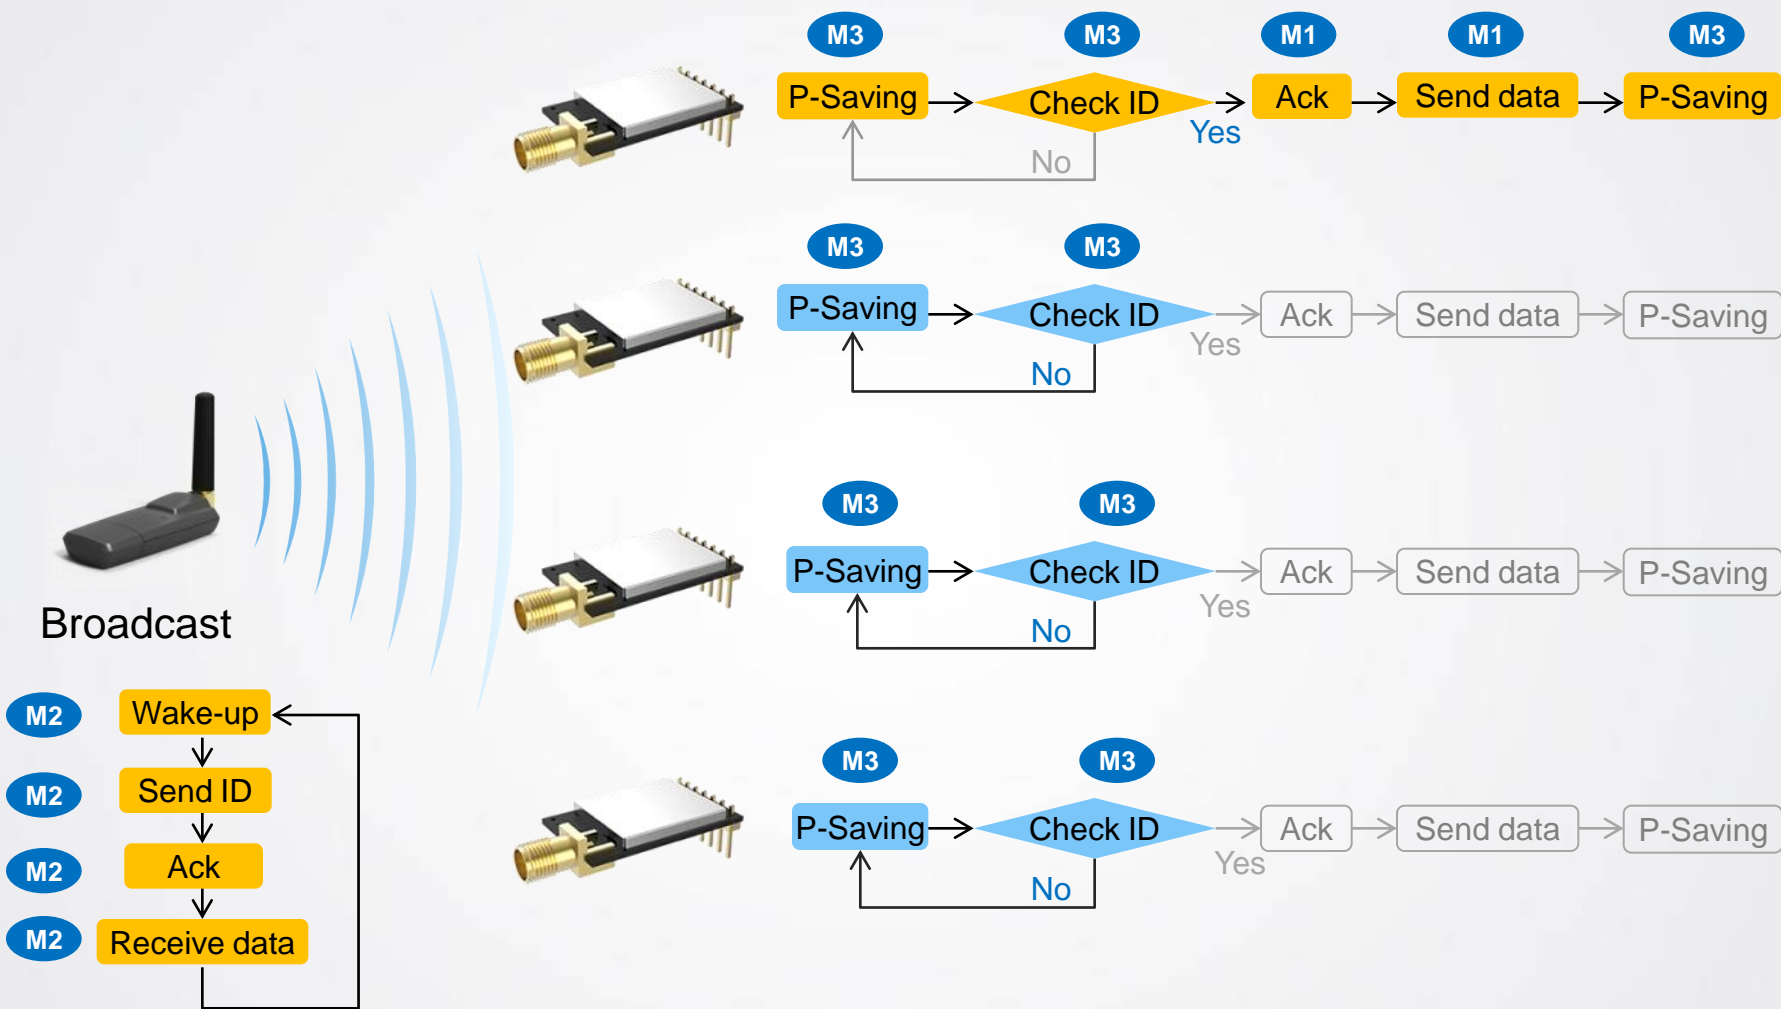 M3 M3 M1 M1 M3
P-Saving Check ID Ack Send data P-Saving
Yes
No
M3 M3
P-Saving Check ID Ack Send data P-Saving
Yes
No
M3 M3
P-Saving Check ID Ack Send data P-Saving
Yes
No
M3 M3
P-Saving Check ID Ack Send data P-Saving
Yes
No
Broadcast
M2 Wake-up
M2 Send ID
M2 Ack
M2 Receive data